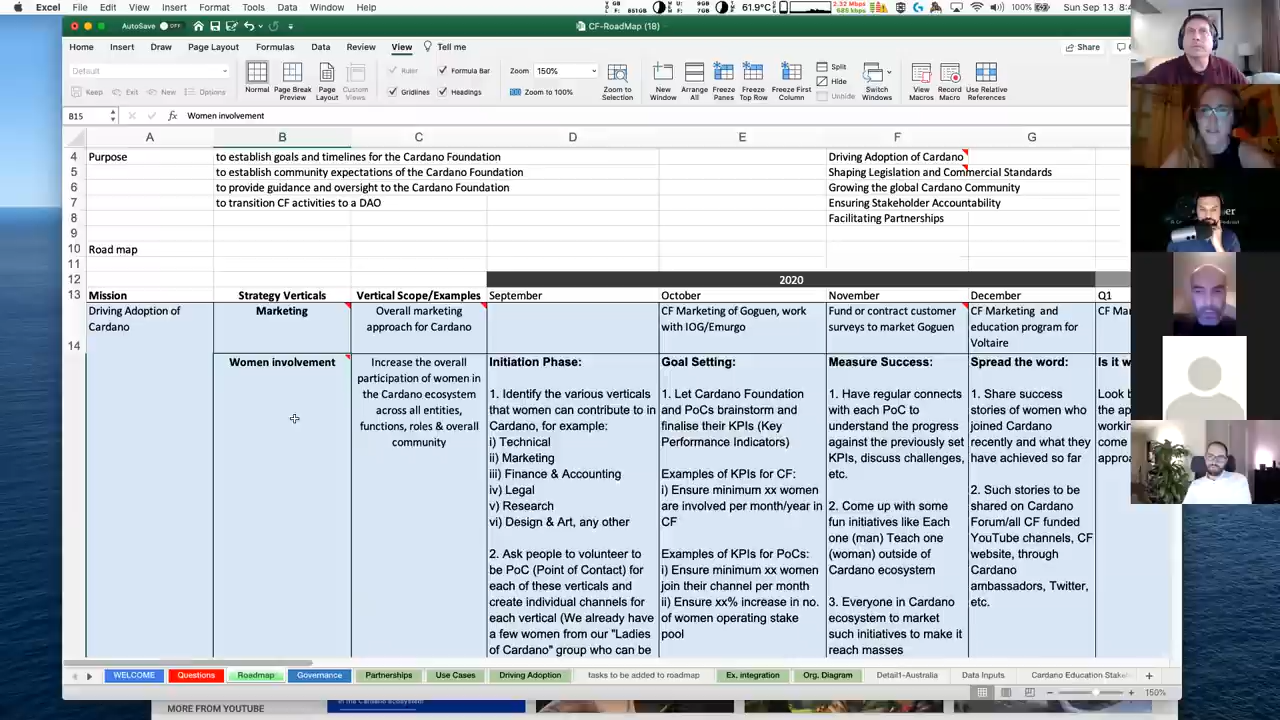 Excel File Edit View Insert Format Tools Data Window Help
61.9°C
100%
Sun Sep 13
AutoSave OFF
CF-RoadMap (18)
Home Insert Draw Page Layout Formulas Data Review View Tell me
Share
Default
Keep Exit New Options
Normal
Page Break Preview
Page Layout
Custom Views
Ruler
Formula Bar
Gridlines
Headings
Zoom 150%
Zoom to 100%
Zoom to Selection
New Window
Arrange All
Freeze Panes
Freeze Top Row
Freeze First Column
Split
Hide
Unhide
Switch Windows
View Macros
Record Macro
Use Relative References
B15
fx Women involvement
A B C D E F G
4 Purpose to establish goals and timelines for the Cardano Foundation Driving Adoption of Cardano
5 to establish community expectations of the Cardano Foundation Shaping Legislation and Commercial Standards
6 to provide guidance and oversight to the Cardano Foundation Growing the global Cardano Community
7 to transition CF activities to a DAO Ensuring Stakeholder Accountability
8 Facilitating Partnerships
9
10 Road map
11
12 2020
13 Mission Strategy Verticals Vertical Scope/Examples September October November December Q1
14
Driving Adoption of
Cardano
Marketing
Overall marketing
approach for Cardano
CF Marketing of Goguen, work
with IOG/Emurgo
Fund or contract customer
surveys to market Goguen
CF Marketing and
education program for
Voltaire
CF Mar
Women involvement
Increase the overall
participation of women in
the Cardano ecosystem
across all entities,
functions, roles & overall
community
Initiation Phase:
1. Identify the various verticals
that women can contribute to in
Cardano, for example:
i) Technical
ii) Marketing
iii) Finance & Accounting
iv) Legal
v) Research
vi) Design & Art, any other
2. Ask people to volunteer to
be PoC (Point of Contact) for
each of these verticals and
create individual channels for
each vertical (We already have
a few women from our "Ladies
of Cardano" group who can be
Goal Setting:
1. Let Cardano Foundation
and PoCs brainstorm and
finalise their KPIs (Key
Performance Indicators)
Examples of KPIs for CF:
i) Ensure minimum xx women
are involved per month/year in
CF
Examples of KPIs for PoCs:
i) Ensure minimum xx women
join their channel per month
ii) Ensure xx% increase in no.
of women operating stake
pool
Measure Success:
1. Have regular connects
with each PoC to
understand the progress
against the previously set
KPIs, discuss challenges,
etc.
2. Come up with some
fun initiatives like Each
one (man) Teach one
(woman) outside of
Cardano ecosystem
3. Everyone in Cardano
ecosystem to market
such initiatives to make it
reach masses
Spread the word:
1. Share success
stories of women who
joined Cardano
recently and what they
have achieved so far
2. Such stories to be
shared on Cardano
Forum/all CF funded
YouTube channels, CF
website, through
Cardano
ambassadors, Twitter,
etc.
Is it w
Look b
the ap
workin
come
appro
WELCOME Questions Roadmap Governance Partnerships Use Cases Driving Adoption tasks to be added to roadmap Ex. integration Org. Diagram Detail1-Australia Data Inputs Cardano Education Stak
150%
MORE FROM YOUTUBE